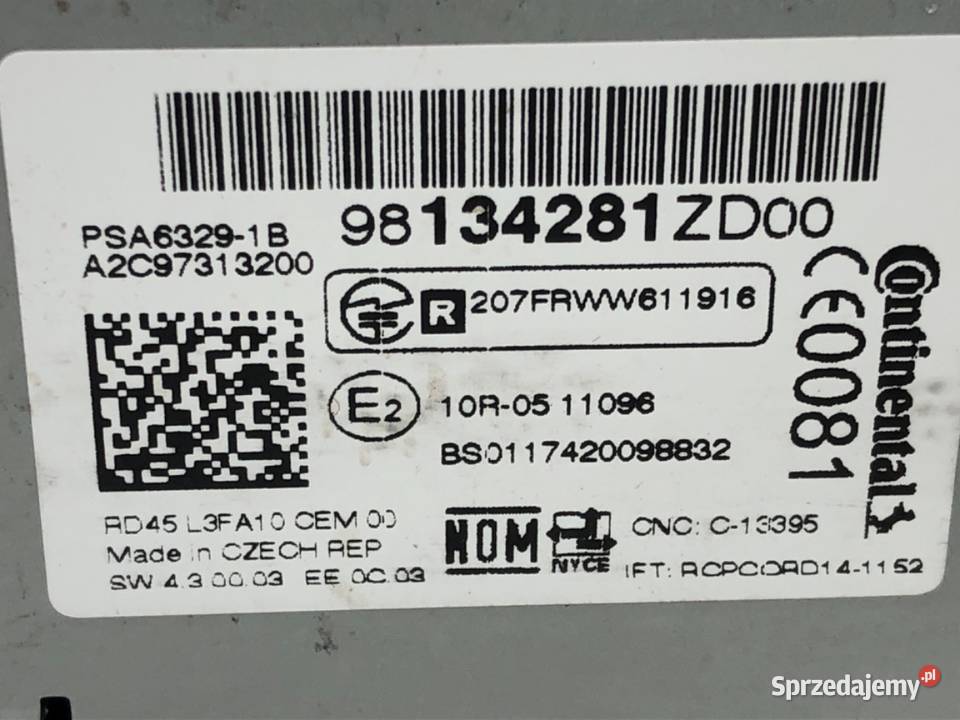 98134281ZD00
PSA6329-1B
A2C97313200
R 207FRWW611916
CE0081
Continental
E2 10R-05 11096
BS0117420098832
RD45 L3FA10 CEM 00
Made in CZECH REP
SW 4.3 00.03 EE 0C.03
NOM
NYCE
CNC: C-13395
IFT: RCPCORD14-1152
Sprzedajemy.pl